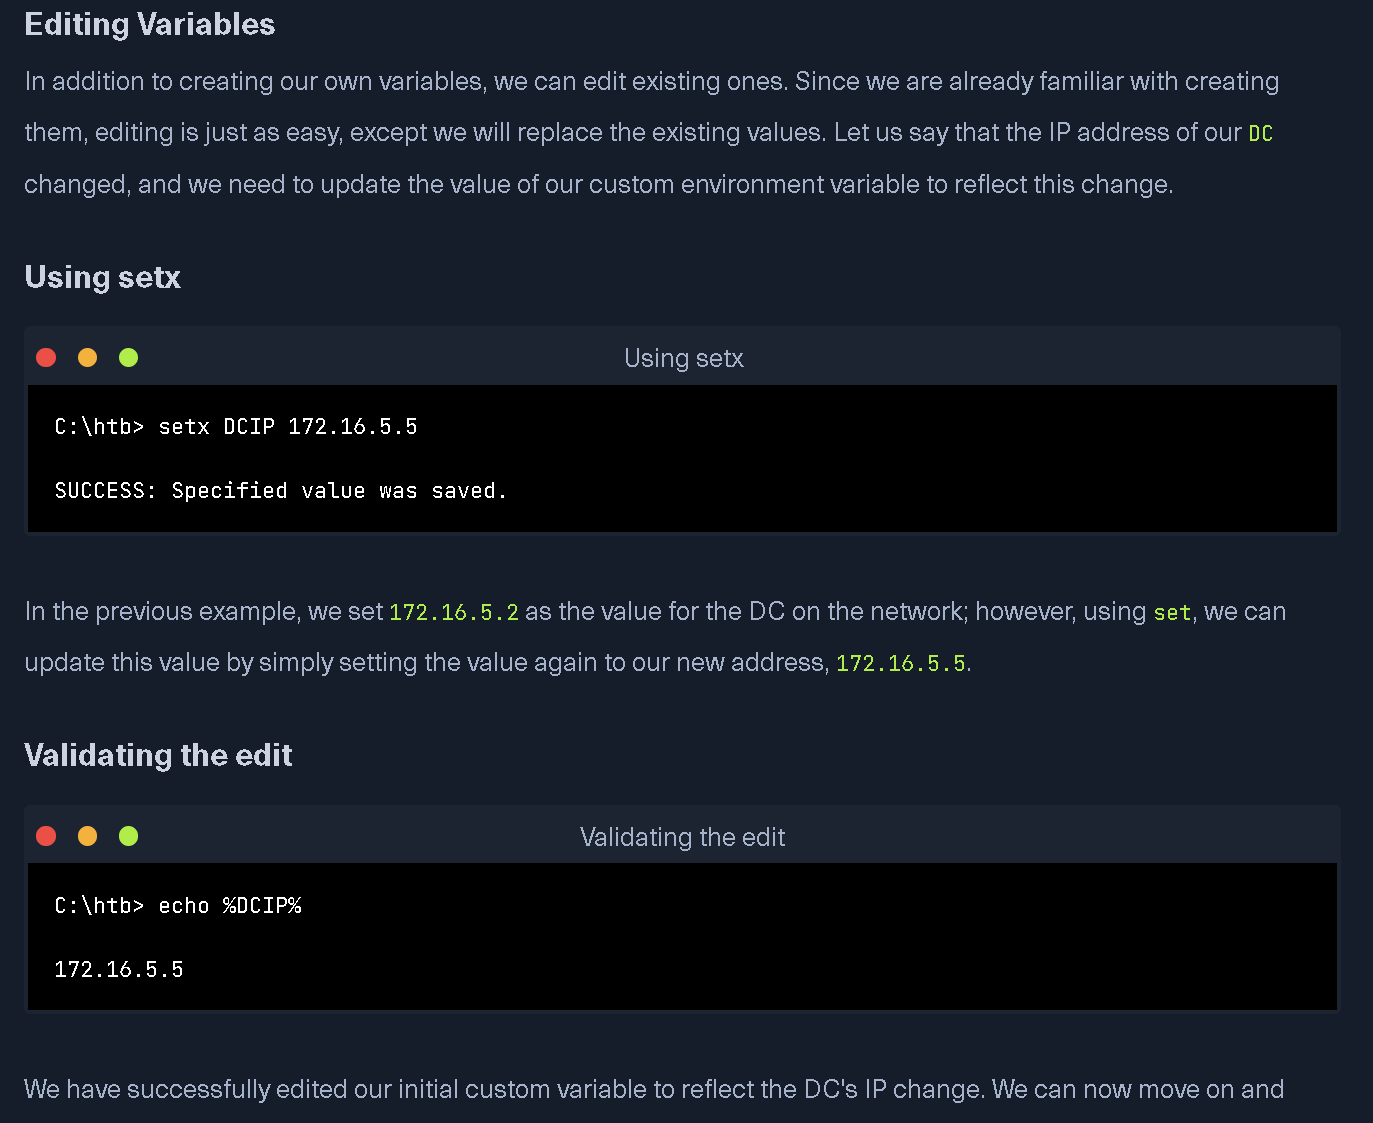 Editing Variables
In addition to creating our own variables, we can edit existing ones. Since we are already familiar with creating
them, editing is just as easy, except we will replace the existing values. Let us say that the IP address of our DC
changed, and we need to update the value of our custom environment variable to reflect this change.
Using setx
Using setx
C:\htb> setx DCIP 172.16.5.5
SUCCESS: Specified value was saved.
In the previous example, we set 172.16.5.2 as the value for the DC on the network; however, using set, we can
update this value by simply setting the value again to our new address, 172.16.5.5.
Validating the edit
Validating the edit
C:\htb> echo %DCIP%
172.16.5.5
We have successfully edited our initial custom variable to reflect the DC's IP change. We can now move on and